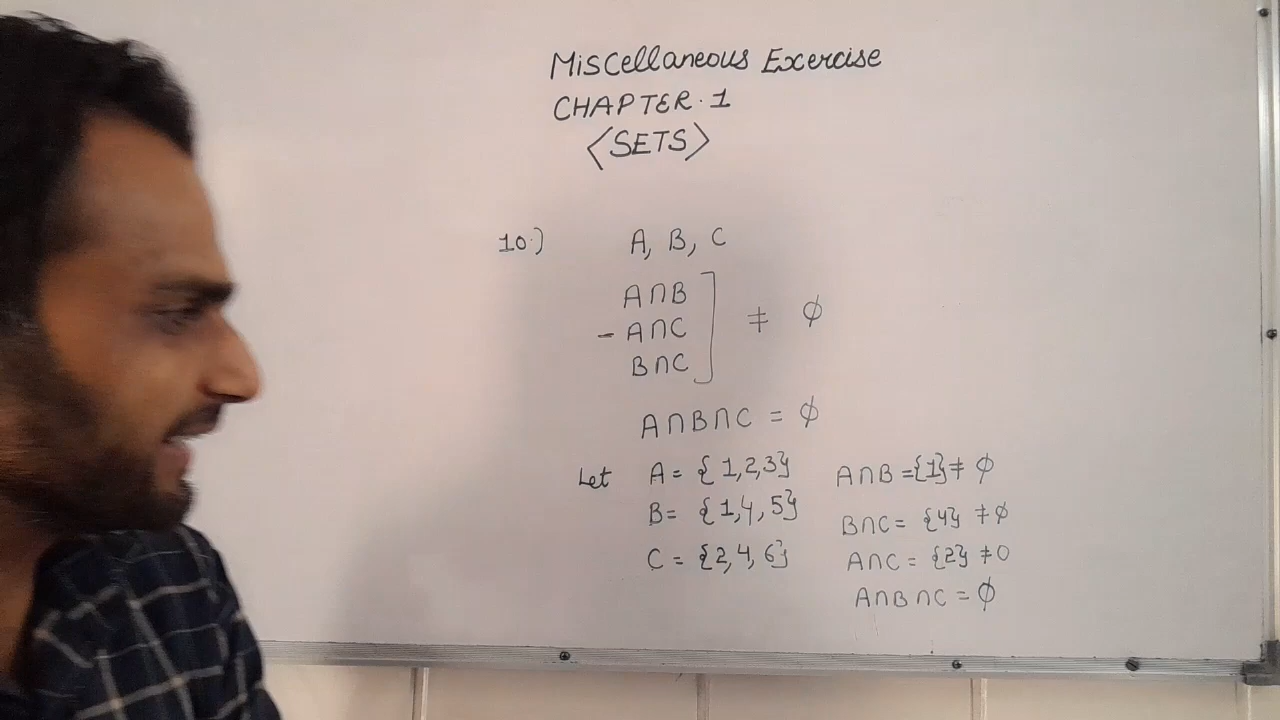 Miscellaneous Excercise
CHAPTER.1
<SETS>
10.) A, B, C
A∩B
- A∩C ] ≠ ϕ
B∩C
A∩B∩C = ϕ
Let A = {1,2,3} A∩B = {1} ≠ ϕ
B = {1,4,5} B∩C = {4} ≠ ϕ
C = {2,4,6} A∩C = {2} ≠ 0
A∩B∩C = ϕ